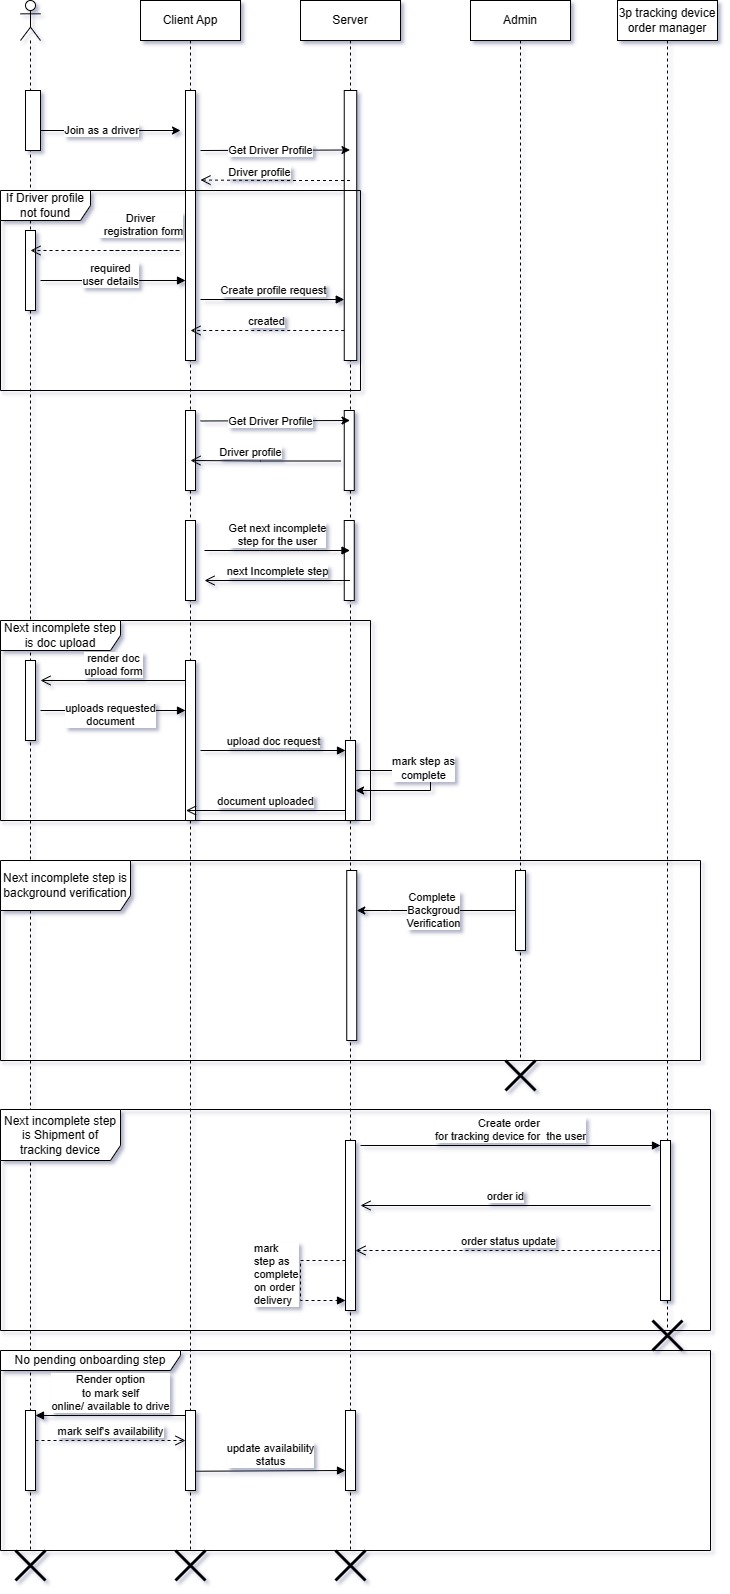 Client App
Server
Admin
3p tracking device
order manager
Join as a driver
Get Driver Profile
Driver profile
If Driver profile
not found
Driver
registration form
required
user details
Create profile request
created
Get Driver Profile
Driver profile
Get next incomplete
step for the user
next Incomplete step
Next incomplete step
is doc upload
render doc
upload form
uploads requested
document
upload doc request
mark step as
complete
document uploaded
Next incomplete step is
background verification
Complete
Backgroud
Verification
Next incomplete step
is Shipment of
tracking device
Create order
for tracking device for the user
order id
order status update
mark
step as
complete
on order
delivery
No pending onboarding step
Render option
to mark self
online/ available to drive
mark self's availability
update availability
status